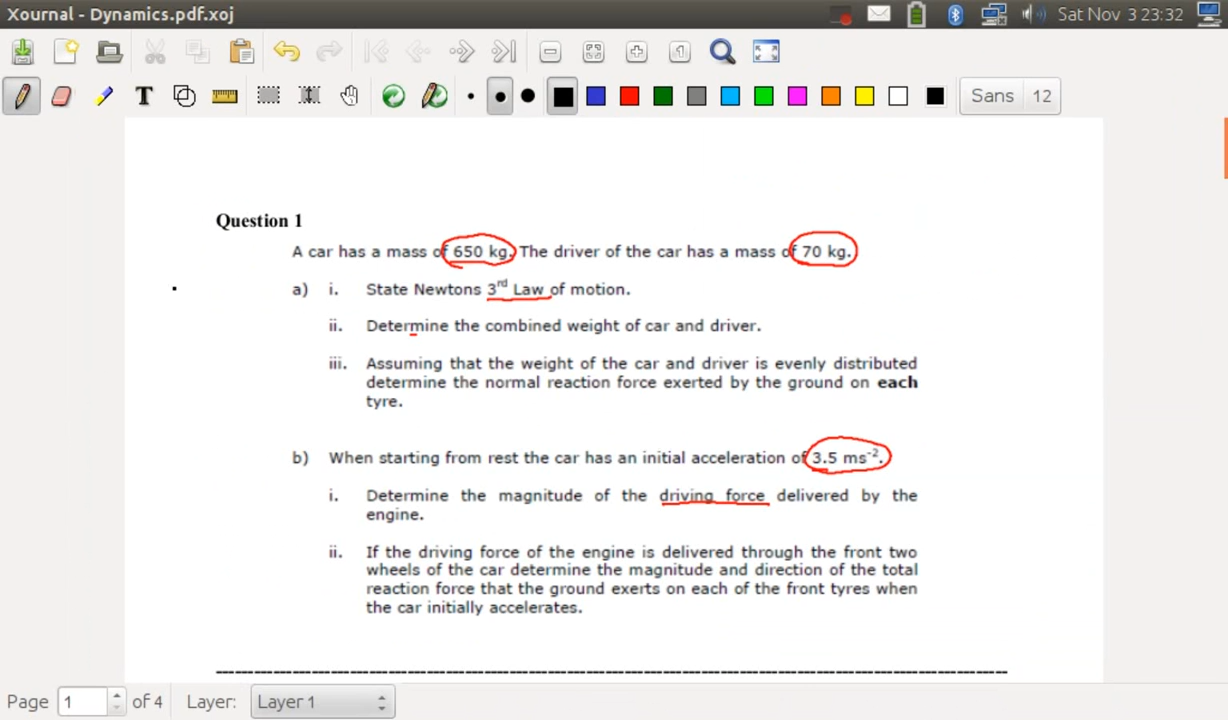 Xournal - Dynamics.pdf.xoj
Sat Nov 3 23:32
T
1
Sans 12
Question 1
A car has a mass of 650 kg. The driver of the car has a mass of 70 kg.
a) i. State Newtons 3rd Law of motion.
ii. Determine the combined weight of car and driver.
iii. Assuming that the weight of the car and driver is evenly distributed
determine the normal reaction force exerted by the ground on each
tyre.
b) When starting from rest the car has an initial acceleration of 3.5 ms⁻².
i. Determine the magnitude of the driving force delivered by the
engine.
ii. If the driving force of the engine is delivered through the front two
wheels of the car determine the magnitude and direction of the total
reaction force that the ground exerts on each of the front tyres when
the car initially accelerates.
Page 1 of 4 Layer: Layer 1